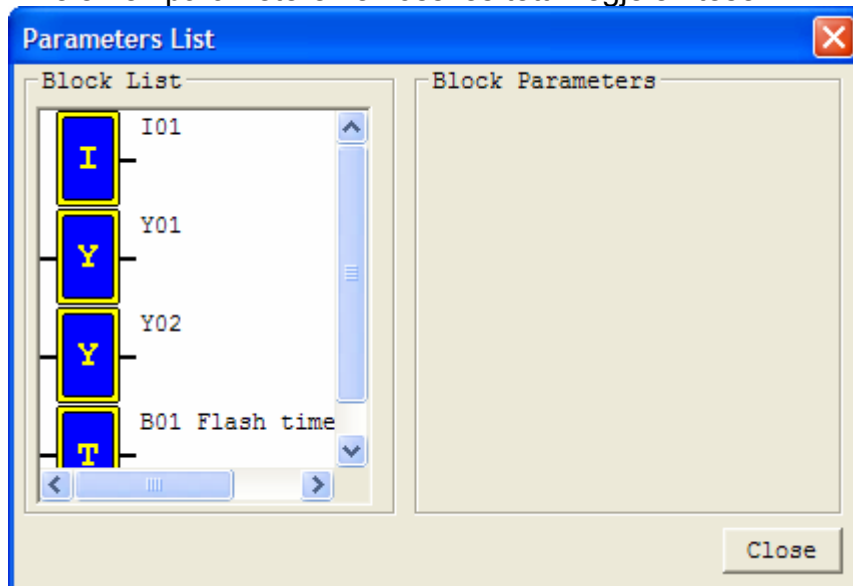 Parameters List
Block List
Block Parameters
I01
I
Y01
Y
Y02
Y
B01 Flash time
T
Close